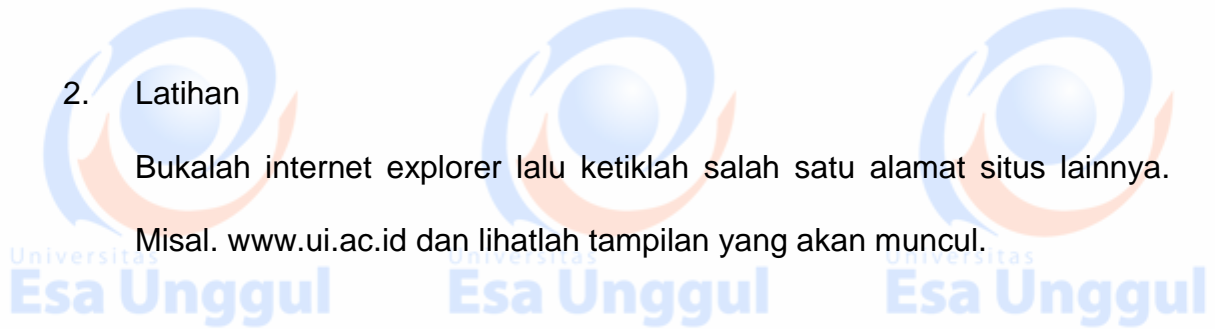 2. Latihan
Bukalah internet explorer lalu ketiklah salah satu alamat situs lainnya.
Misal. www.ui.ac.id dan lihatlah tampilan yang akan muncul.
Universitas Universitas Universitas
Esa Unggul Esa Unggul Esa Unggul